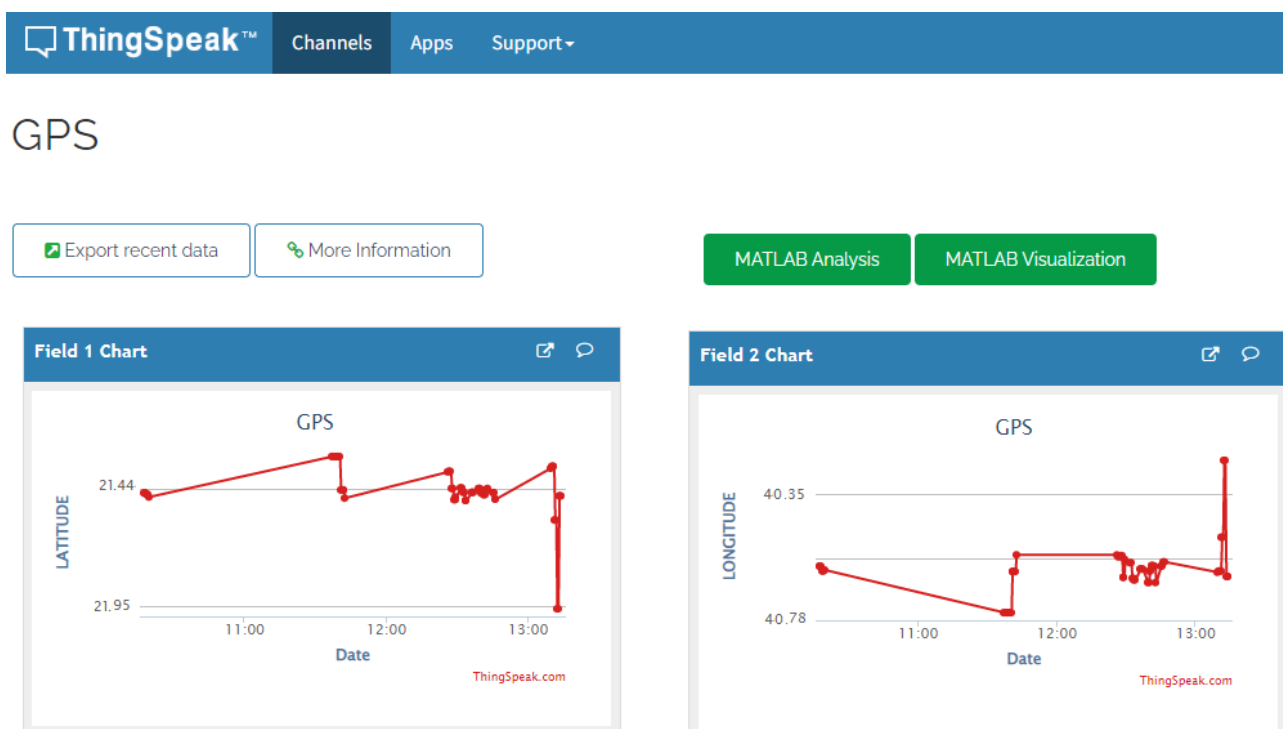 ThingSpeak™ Channels Apps Support
GPS
Export recent data More Information
MATLAB Analysis MATLAB Visualization
Field 1 Chart
GPS
LATITUDE
21.44
21.95
11:00 12:00 13:00
Date
ThingSpeak.com
Field 2 Chart
GPS
LONGITUDE
40.35
40.78
11:00 12:00 13:00
Date
ThingSpeak.com